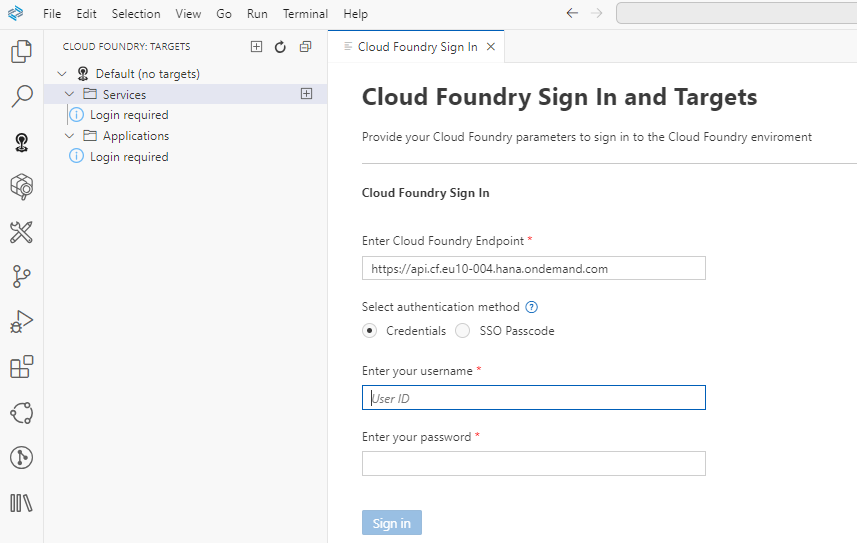 File Edit Selection View Go Run Terminal Help
CLOUD FOUNDRY: TARGETS
Default (no targets)
Services
Login required
Applications
Login required
Cloud Foundry Sign In
Cloud Foundry Sign In and Targets
Provide your Cloud Foundry parameters to sign in to the Cloud Foundry enviroment
Cloud Foundry Sign In
Enter Cloud Foundry Endpoint *
https://api.cf.eu10-004.hana.ondemand.com
Select authentication method ?
Credentials SSO Passcode
Enter your username *
User ID
Enter your password *
Sign in